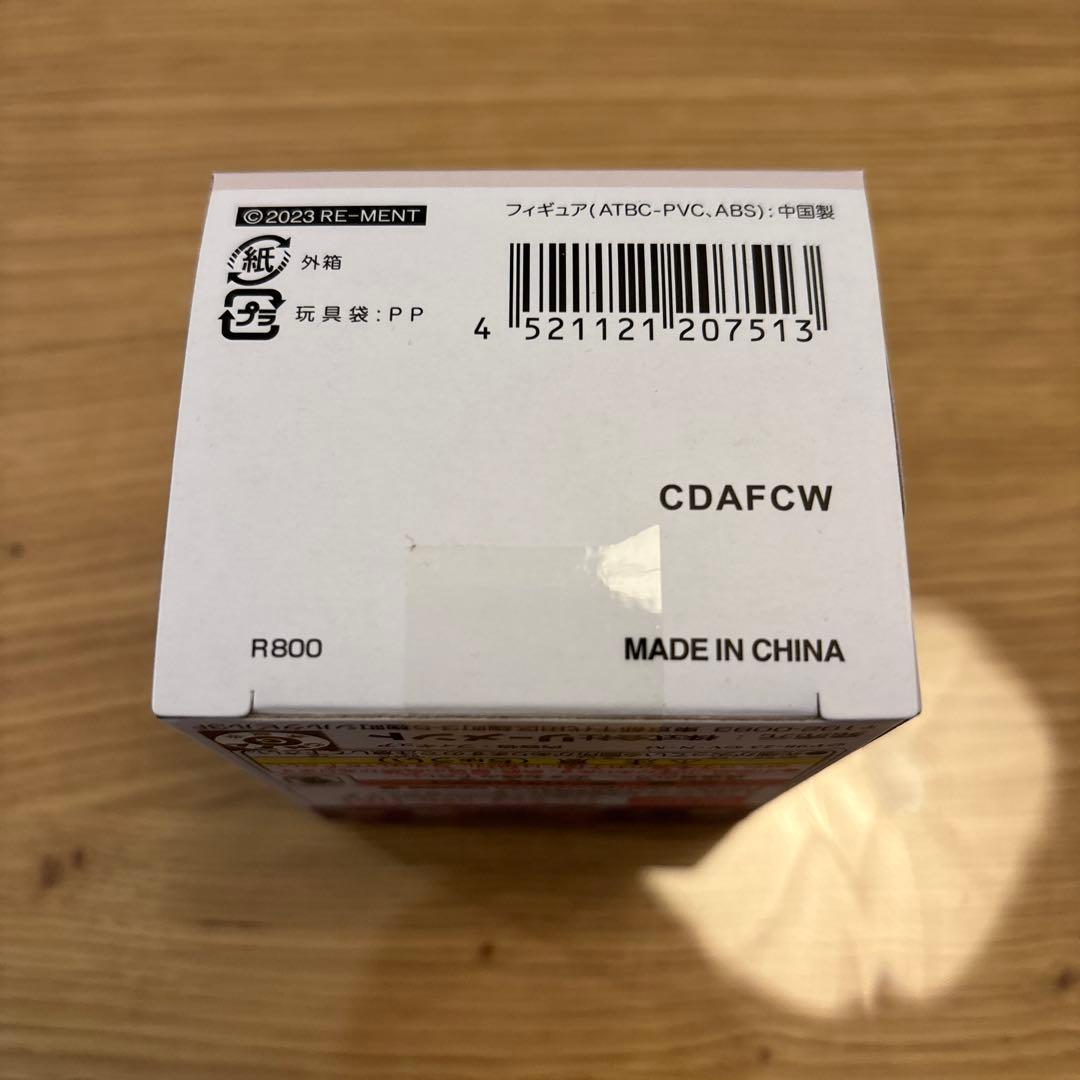 ©2023 RE-MENT
フィギュア(ATBC-PVC、ABS):中国製
紙 外箱
プラ 玩具袋:PP
4 521121 207513
CDAFCW
R800
MADE IN CHINA